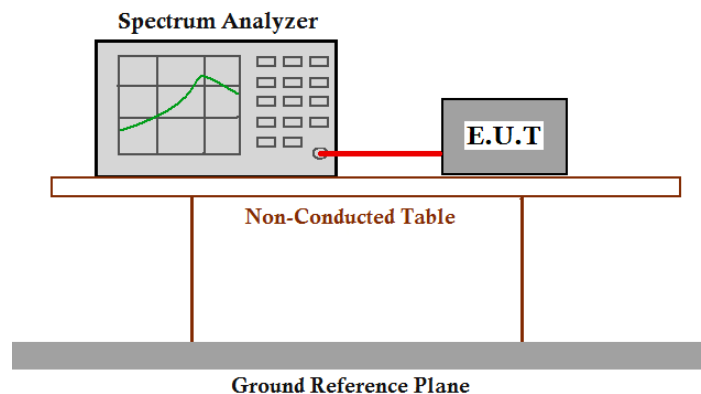 Spectrum Analyzer
E.U.T
Non-Conducted Table
Ground Reference Plane